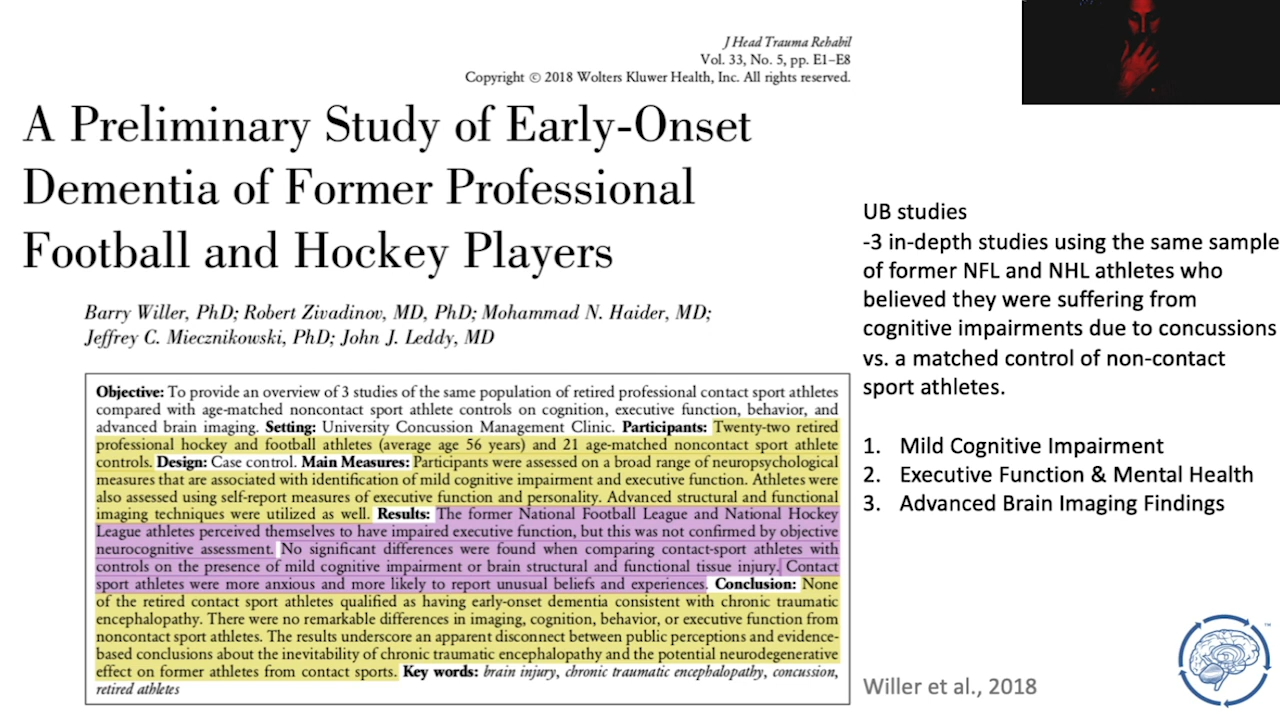 J Head Trauma Rehabil
Vol. 33, No. 5, pp. E1–E8
Copyright © 2018 Wolters Kluwer Health, Inc. All rights reserved.
A Preliminary Study of Early-Onset
Dementia of Former Professional
Football and Hockey Players
Barry Willer, PhD; Robert Zivadinov, MD, PhD; Mohammad N. Haider, MD;
Jeffrey C. Miecznikowski, PhD; John J. Leddy, MD
Objective: To provide an overview of 3 studies of the same population of retired professional contact sport athletes
compared with age-matched noncontact sport athlete controls on cognition, executive function, behavior, and
advanced brain imaging. Setting: University Concussion Management Clinic. Participants: Twenty-two retired
professional hockey and football athletes (average age 56 years) and 21 age-matched noncontact sport athlete
controls. Design: Case control. Main Measures: Participants were assessed on a broad range of neuropsychological
measures that are associated with identification of mild cognitive impairment and executive function. Athletes were
also assessed using self-report measures of executive function and personality. Advanced structural and functional
imaging techniques were utilized as well. Results: The former National Football League and National Hockey
League athletes perceived themselves to have impaired executive function, but this was not confirmed by objective
neurocognitive assessment. No significant differences were found when comparing contact-sport athletes with
controls on the presence of mild cognitive impairment or brain structural and functional tissue injury. Contact
sport athletes were more anxious and more likely to report unusual beliefs and experiences. Conclusion: None
of the retired contact sport athletes qualified as having early-onset dementia consistent with chronic traumatic
encephalopathy. There were no remarkable differences in imaging, cognition, behavior, or executive function from
noncontact sport athletes. The results underscore an apparent disconnect between public perceptions and evidence-
based conclusions about the inevitability of chronic traumatic encephalopathy and the potential neurodegenerative
effect on former athletes from contact sports. Key words: brain injury, chronic traumatic encephalopathy, concussion,
retired athletes
UB studies
-3 in-depth studies using the same sample
of former NFL and NHL athletes who
believed they were suffering from
cognitive impairments due to concussions
vs. a matched control of non-contact
sport athletes.
1. Mild Cognitive Impairment
2. Executive Function & Mental Health
3. Advanced Brain Imaging Findings
Willer et al., 2018
™